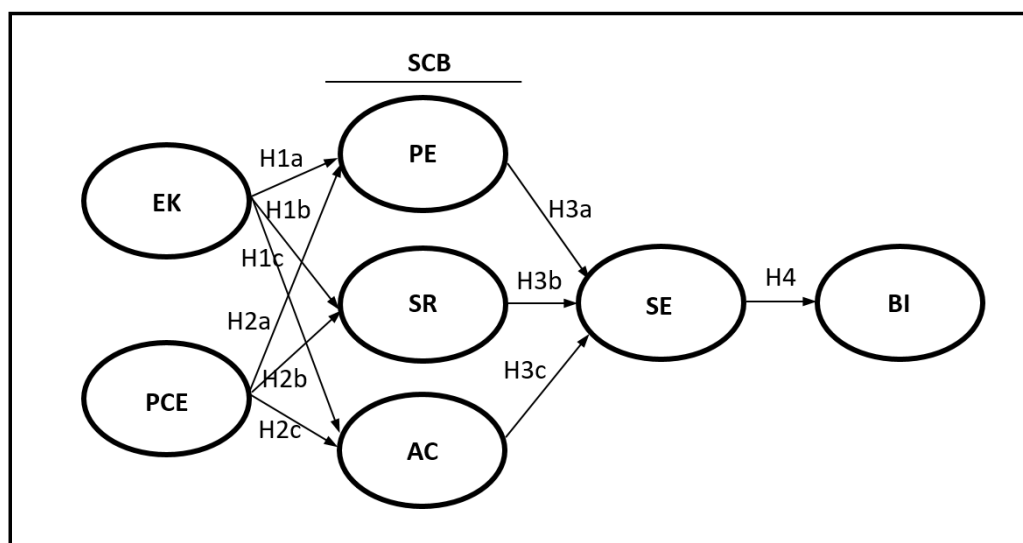 SCB
PE
H1a
EK
H1b
H3a
H1c
SR
H3b
SE
H4
BI
H2a
H2b
H3c
PCE
H2c
AC